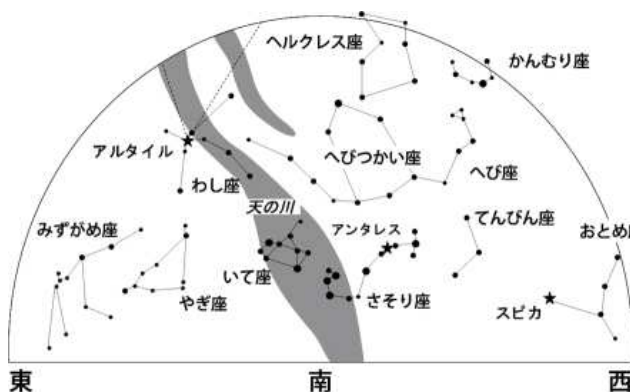 ヘルクレス座
かんむり座
アルタイル
へびつかい座
へび座
わし座
天の川
みずがめ座
アンタレス
てんびん座
おとめ
やぎ座
いて座
さそり座
スピカ
東
南
西